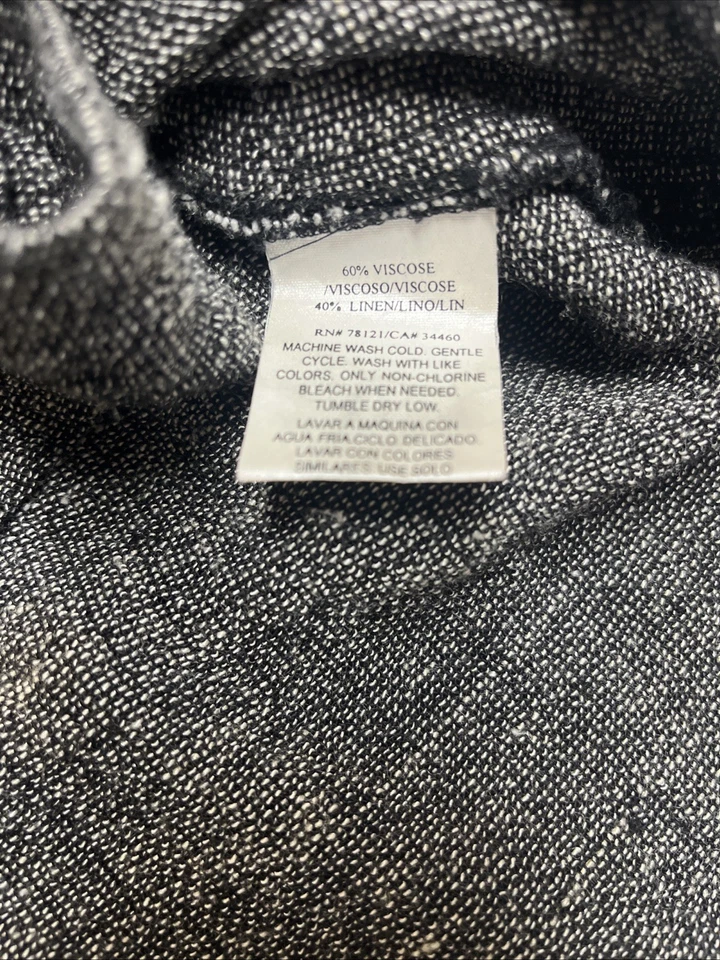 60% VISCOSE
/VISCOSO/VISCOSE
40% LINEN/LINO/LIN
RN# 78121/CA# 34460
MACHINE WASH COLD. GENTLE
CYCLE. WASH WITH LIKE
COLORS. ONLY NON-CHLORINE
BLEACH WHEN NEEDED.
TUMBLE DRY LOW.
LAVAR A MAQUINA CON
AGUA FRIA.CICLO DELICADO.
LAVAR CON COLORES
SIMILARES. USE SOLO